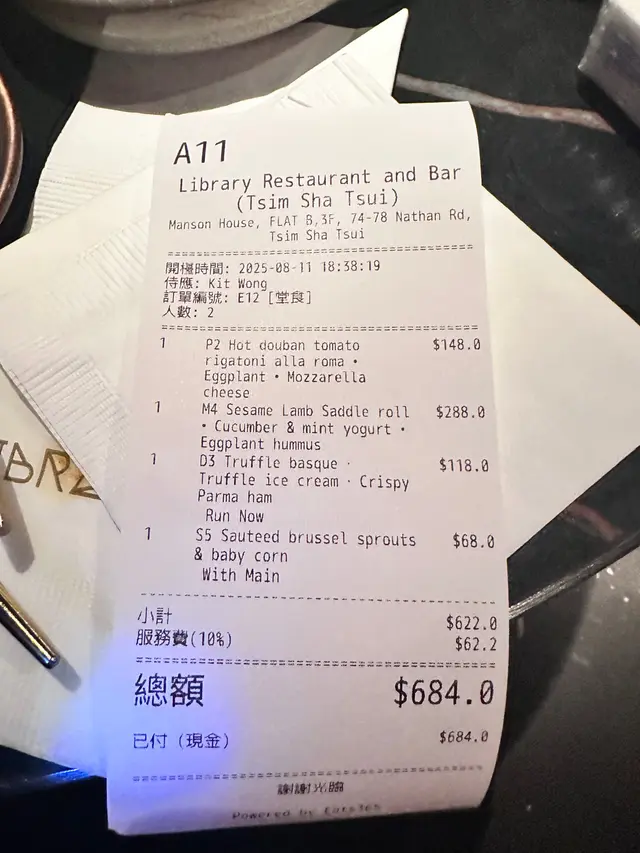 A11
Library Restaurant and Bar
(Tsim Sha Tsui)
Manson House, FLAT B,3F, 74-78 Nathan Rd,
Tsim Sha Tsui
開檯時間: 2025-08-11 18:38:19
侍應: Kit Wong
訂單編號: E12 [堂食]
人數: 2
1 P2 Hot douban tomato $148.0
rigatoni alla roma •
Eggplant • Mozzarella
cheese
1 M4 Sesame Lamb Saddle roll $288.0
• Cucumber & mint yogurt •
Eggplant hummus
1 D3 Truffle basque · $118.0
Truffle ice cream · Crispy
Parma ham
Run Now
1 S5 Sauteed brussel sprouts $68.0
& baby corn
With Main
小計 $622.0
服務費(10%) $62.2
總額 $684.0
已付 (現金) $684.0
謝謝光臨
Powered by Eats365